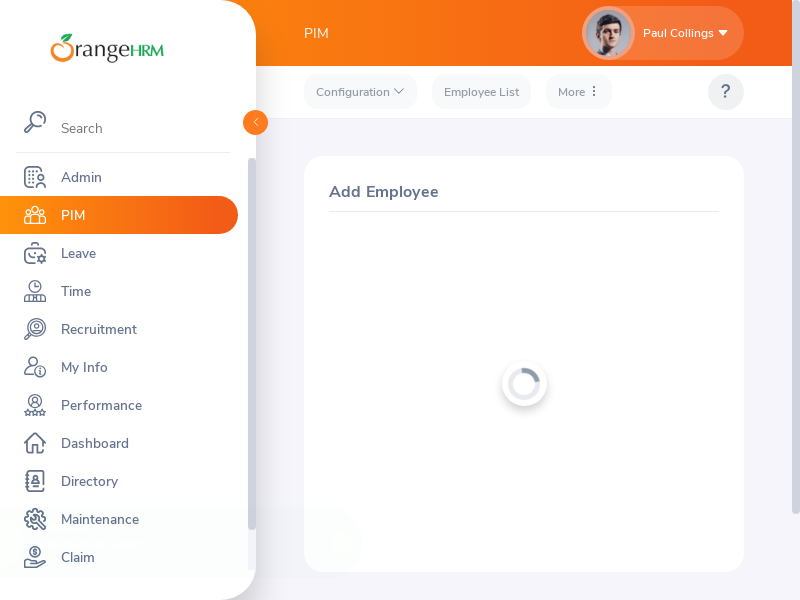 OrangeHRM
PIM
Paul Collings
Configuration
Employee List
More
?
Search
Admin
PIM
Leave
Time
Recruitment
My Info
Performance
Dashboard
Directory
Maintenance
Claim
Add Employee